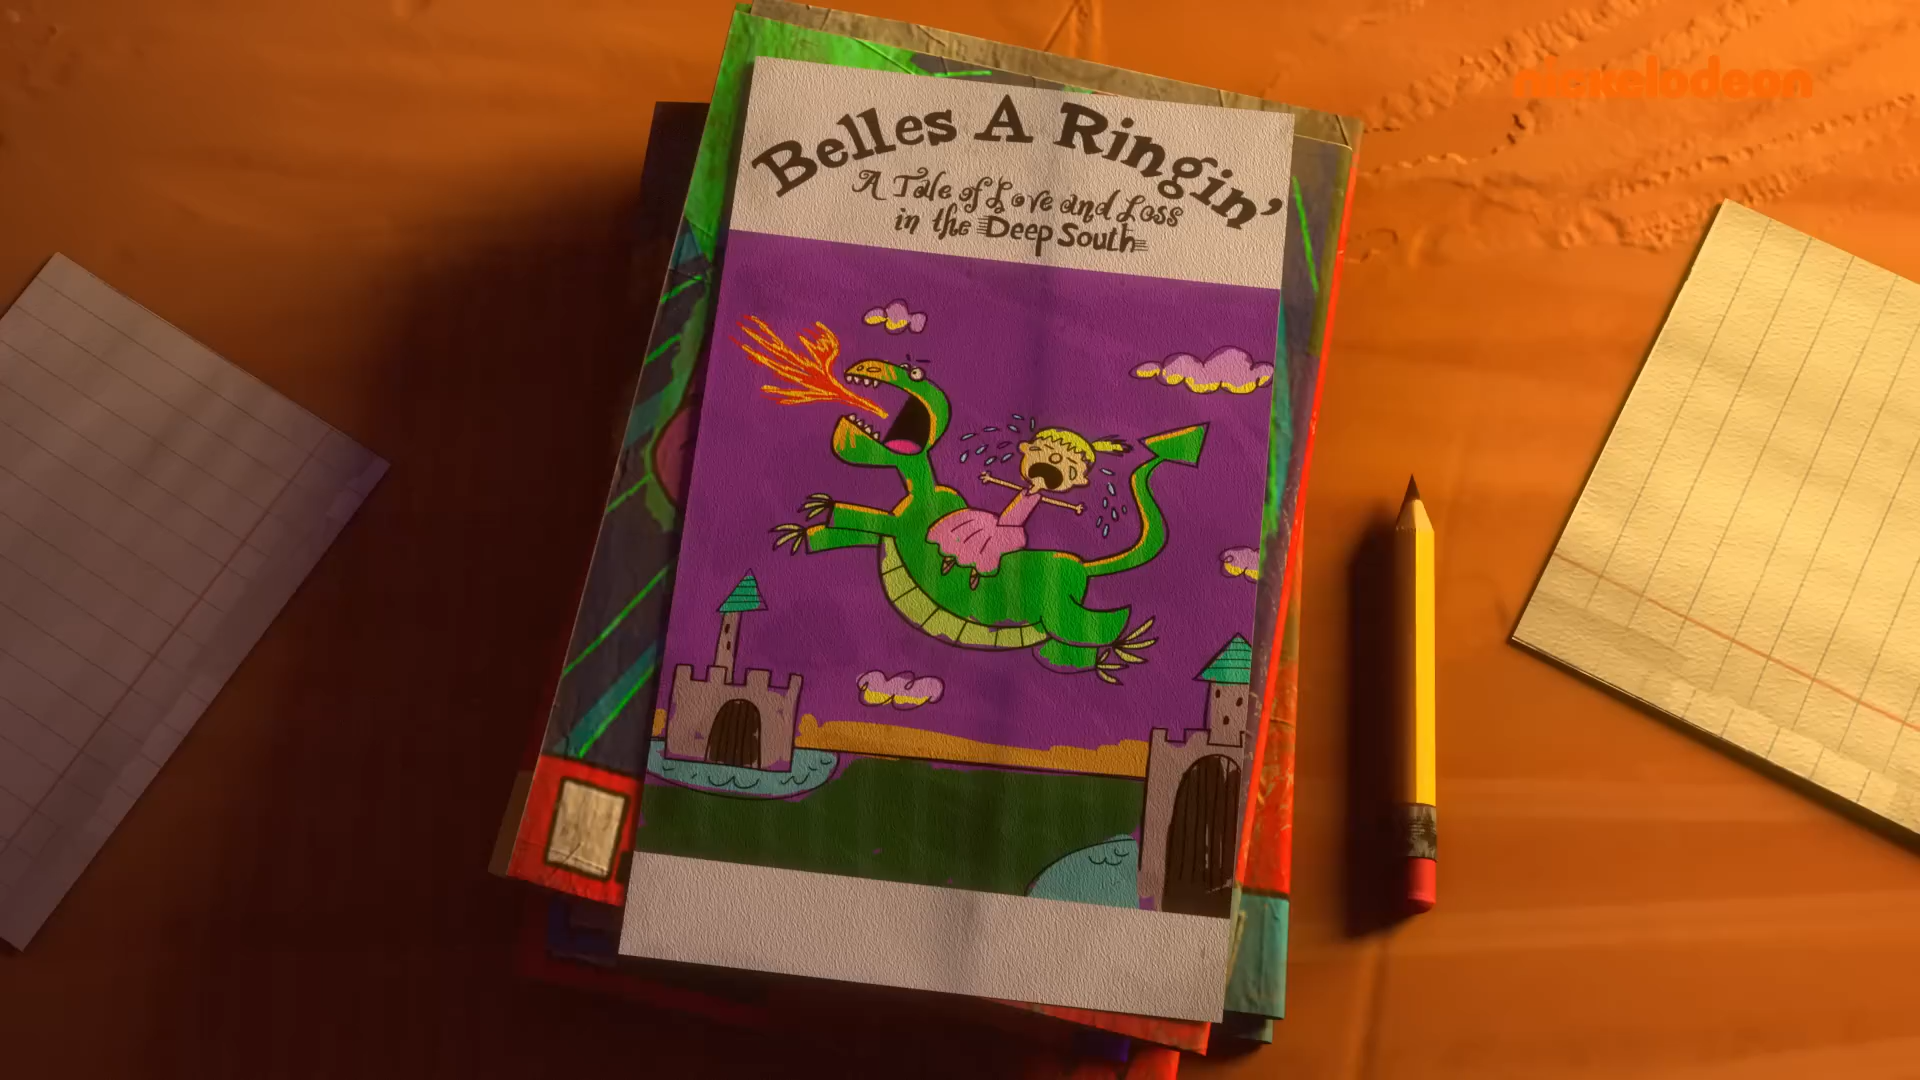 nickelodeon
Belles A Ringin'
A Tale of Love and Loss
in the Deep South